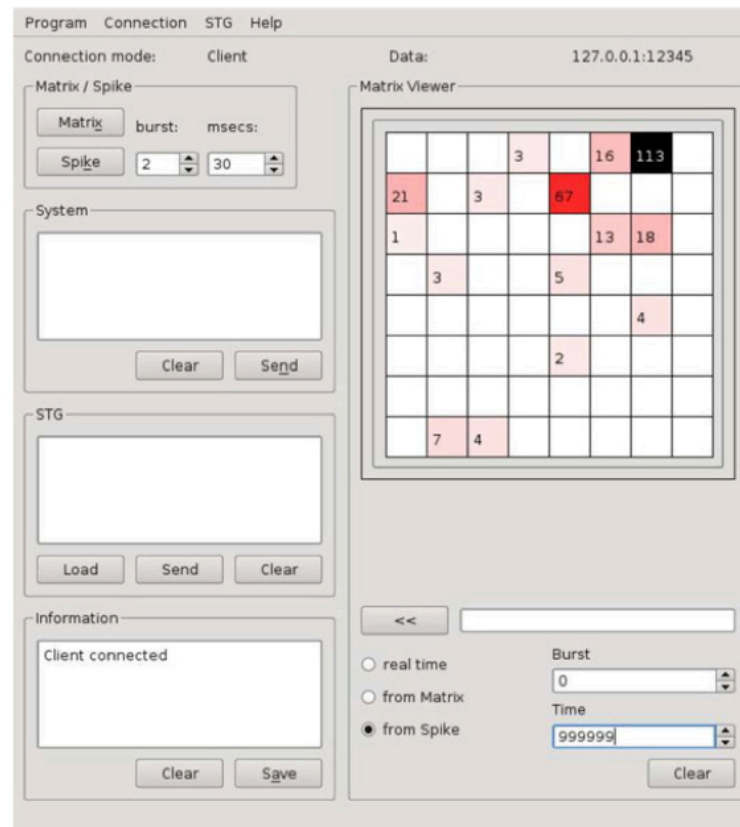 Program Connection STG Help
Connection mode: Client Data: 127.0.0.1:12345
Matrix / Spike
Matrix burst: msecs:
Spike 2 30
System
Clear Send
STG
Load Send Clear
Information
Client connected
Clear Save
Matrix Viewer
3 16 113
21 3 67
1 13 18
3 5
4
2
7 4
<<
real time
from Matrix
from Spike
Burst
0
Time
999999
Clear